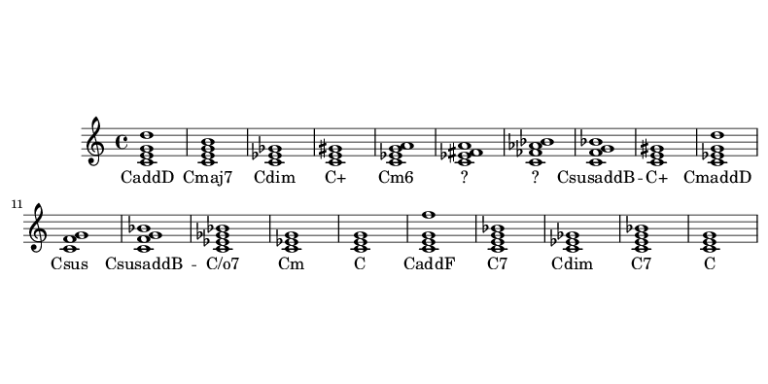 CaddD Cmaj7 Cdim C+ Cm6 ? ? CsusaddB – C+ CmaddD
11
Csus CsusaddB – C/o7 Cm C CaddF C7 Cdim C7 C